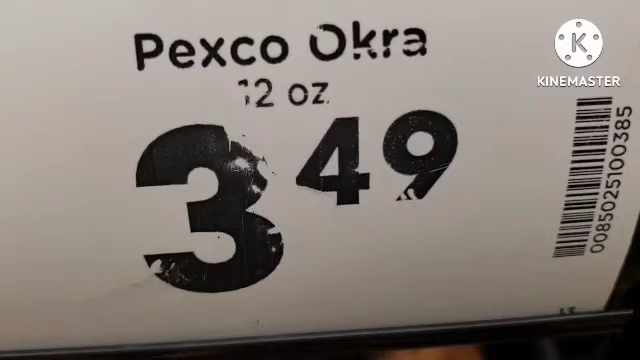 Pexco Okra
12 oz.
3 49
0085025100385
K
KINEMASTER